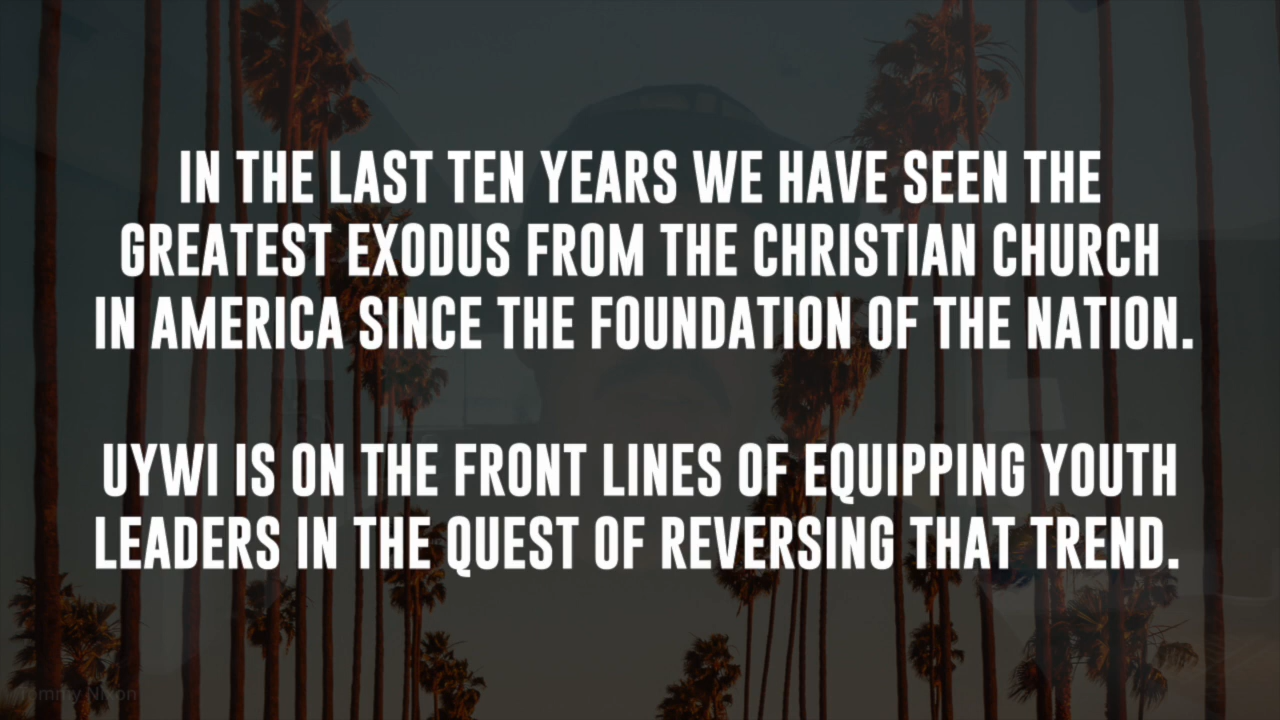 IN THE LAST TEN YEARS WE HAVE SEEN THE
GREATEST EXODUS FROM THE CHRISTIAN CHURCH
IN AMERICA SINCE THE FOUNDATION OF THE NATION.
UYWI IS ON THE FRONT LINES OF EQUIPPING YOUTH
LEADERS IN THE QUEST OF REVERSING THAT TREND.
Tommy Nixon